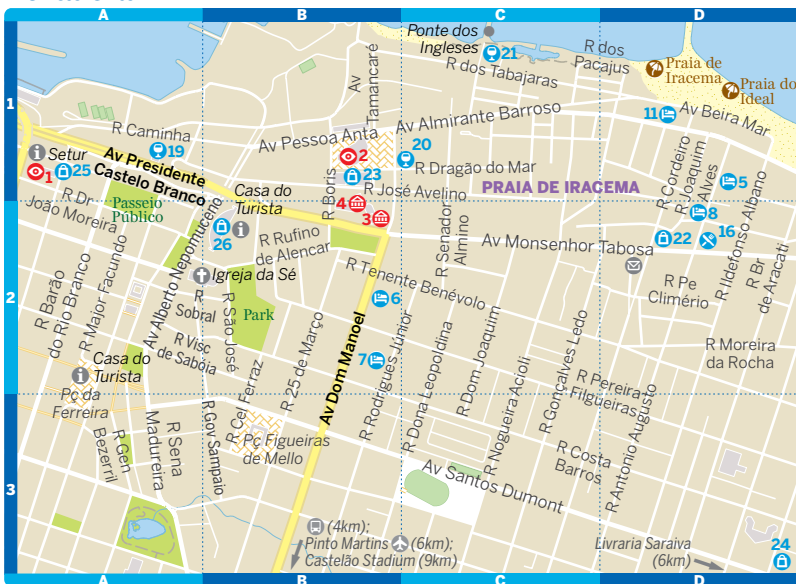 A
B
C
D
1
2
3
Ponte dos
Ingleses
21
R dos
Pacajus
R dos Tabajaras
Praia de
Iracema
Praia do
Ideal
Av
Tamancaré
Av Almirante Barroso
11
Av Beira Mar
R Caminha
Av Pessoa Anta
Setur
25
1
19
Av Presidente
Castelo Branco
2
20
R Dragão do Mar
23
R Boris
R José Avelino
4
3
PRAIA DE IRACEMA
R Cordeiro
R Joaquim
Alves
5
8
R Ildefonso Albano
R Dr
João Moreira
Passeio
Público
Casa do
Turista
26
R Rufino
de Alencar
R Senador
Almino
Av Monsenhor Tabosa
22
16
R Br
de Aracati
R Barão
do Rio Branco
R Major Facundo
Av Alberto Nepomuceno
Igreja da Sé
R
Sobral
R São José
Park
R Tenente Benévolo
6
R Pe
Climério
R Visc
de Sabóia
R 25 de Março
Av Dom Manoel
7
R Rodrigues Júnior
R Dona Leopoldina
R Dom Joaquim
R Gonçalves Ledo
R Moreira
da Rocha
Casa do
Turista
Pç da
Ferreira
R Cel Ferraz
R Nogueira Acioli
R Pereira
Filgueiras
R Antonio Augusto
R Gen
Bezerril
R Sena
Madureira
R Gov Sampaio
Pç Figueiras
de Mello
R Costa
Barros
Av Santos Dumont
(4km);
Pinto Martins (6km);
Castelão Stadium (9km)
Livraria Saraiva
(6km)
24
A
B
C
D